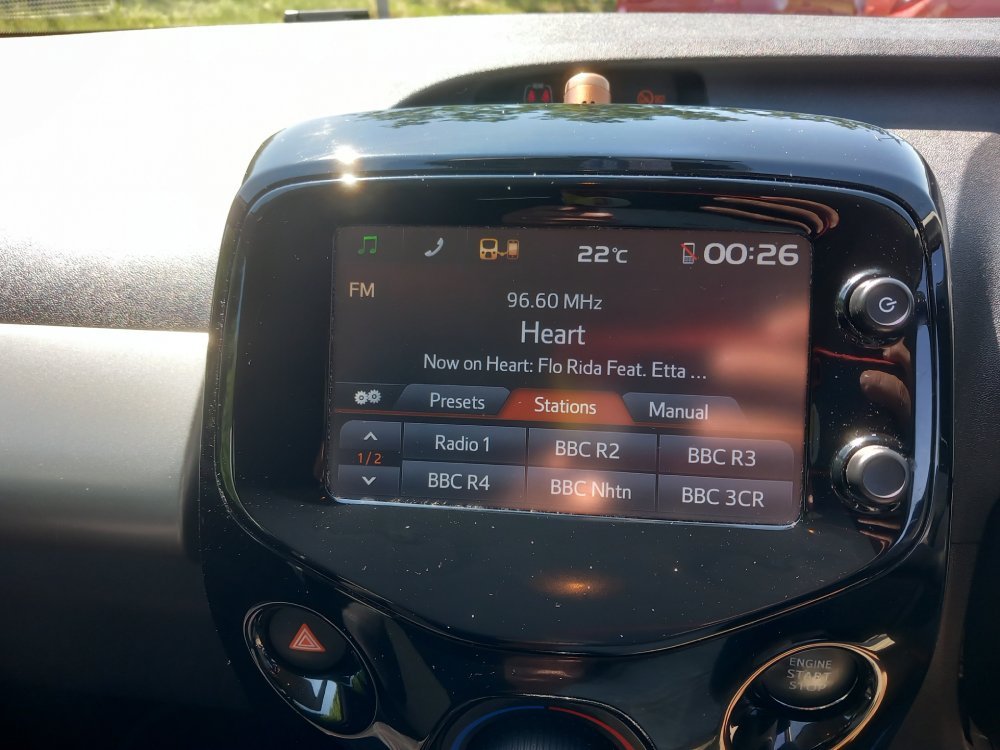 22°C 00:26
FM
96.60 MHz
Heart
Now on Heart: Flo Rida Feat. Etta ...
Presets Stations Manual
Radio 1 BBC R2 BBC R3
1/2
BBC R4 BBC Nhtn BBC 3CR
ENGINE
START
STOP